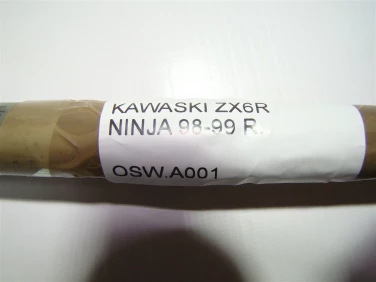 KAWASKI ZX6R
NINJA 98-99 R.
OSW.A001